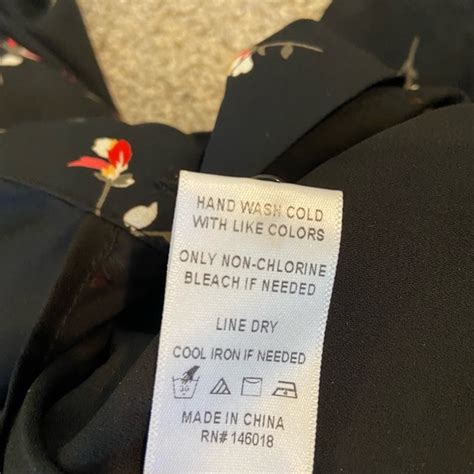 HAND WASH COLD
WITH LIKE COLORS
ONLY NON-CHLORINE
BLEACH IF NEEDED
LINE DRY
COOL IRON IF NEEDED
MADE IN CHINA
RN# 146018